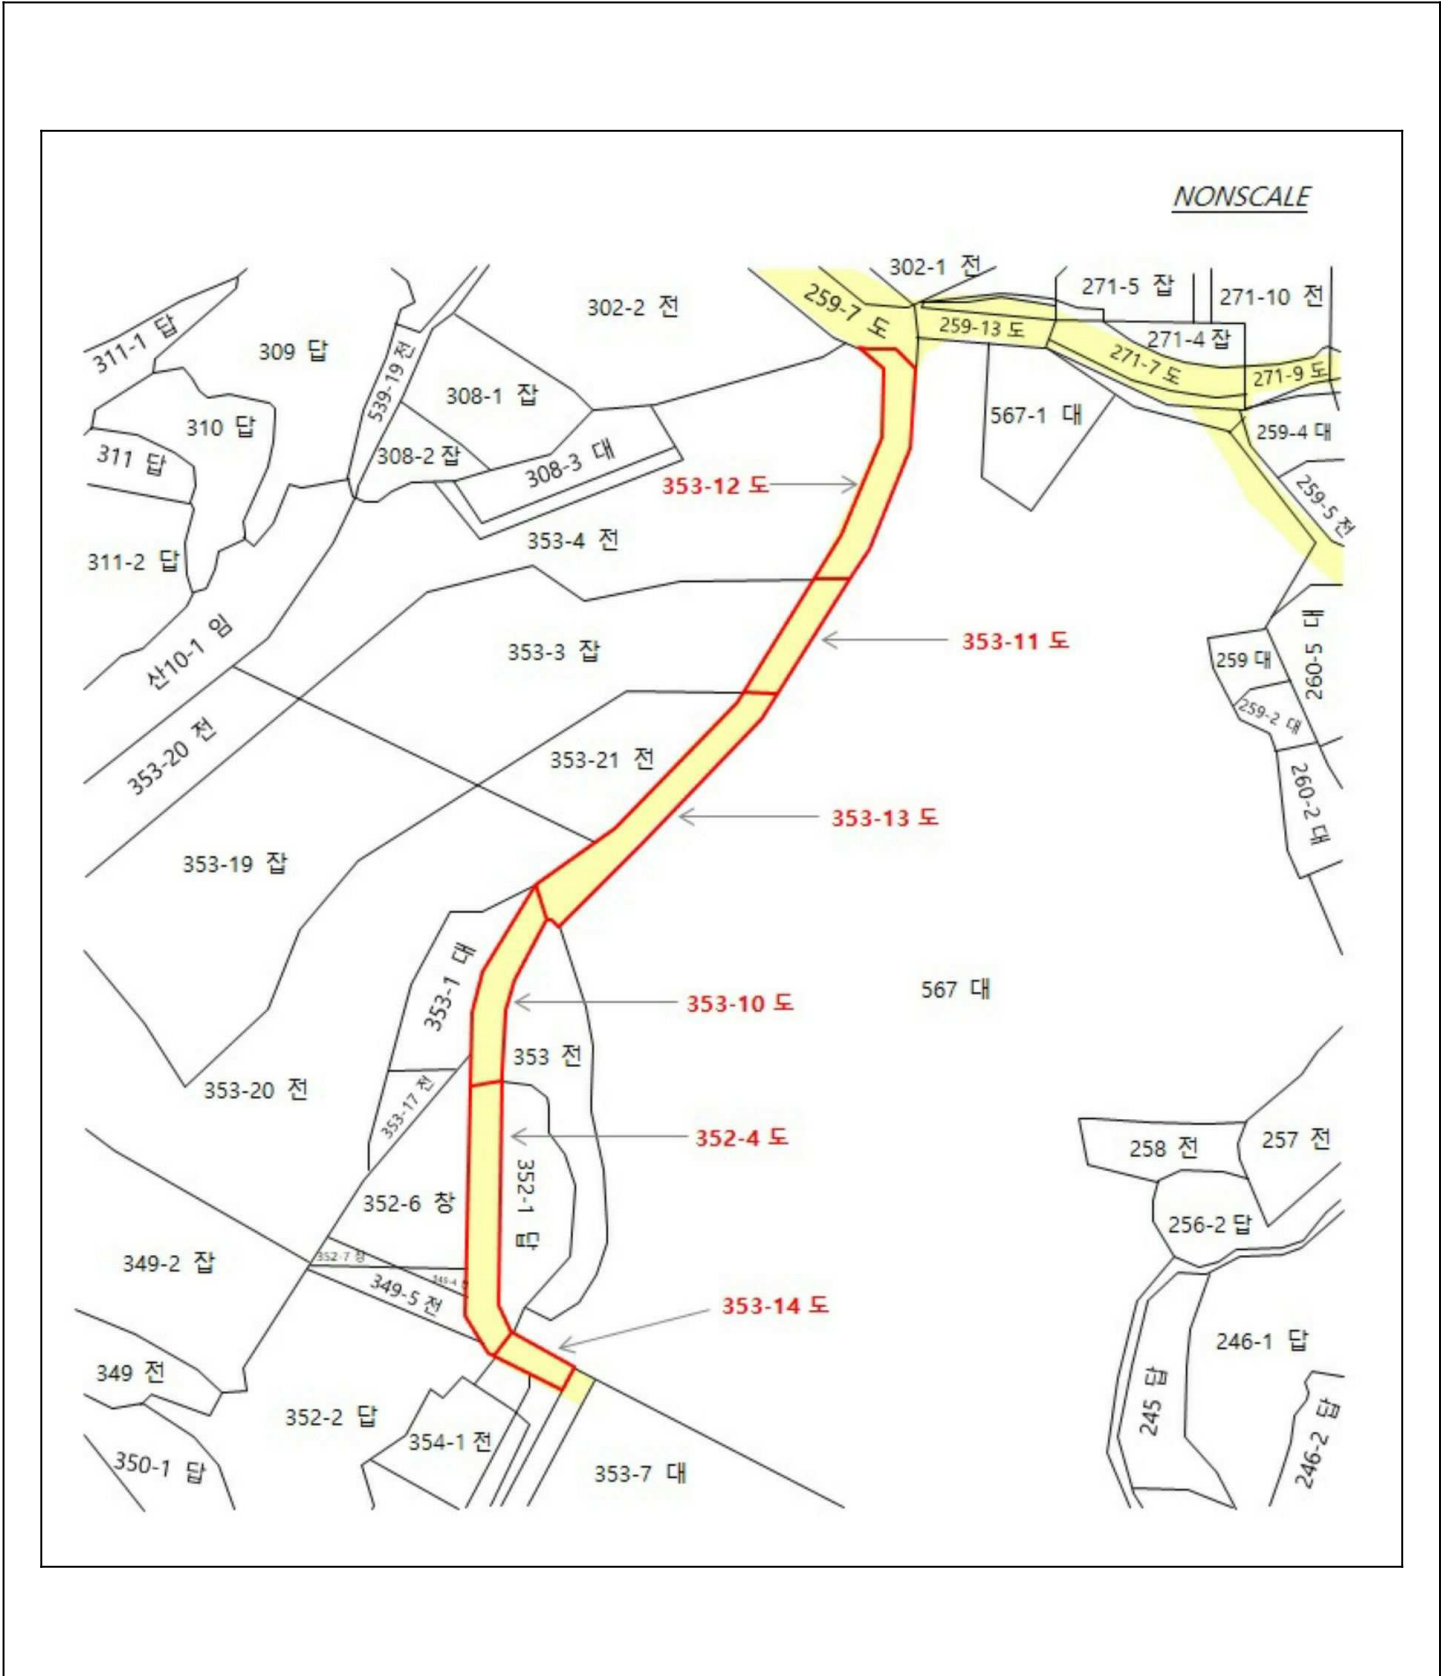 NONSCALE
302-1 전
271-5 잡
271-10 전
302-2 전
259-7 도
259-13 도
271-4 잡
311-1 답
309 답
539-19 전
271-7 도
271-9 도
308-1 잡
567-1 대
310 답
259-4 대
311 답
308-2 잡
308-3 대
353-12 도
259-5 전
353-4 전
311-2 답
산10-1 임
353-3 잡
353-11 도
259 대
260-5 대
259-2 대
353-20 전
353-21 전
260-2 대
353-13 도
353-19 잡
353-1 대
567 대
353-10 도
353 전
353-20 전
353-17 전
352-4 도
258 전
257 전
352-6 창
352-1 답
256-2 답
349-2 잡
352-7 창
349-5 전
353-14 도
246-1 답
349 전
245 답
352-2 답
354-1 전
246-2 답
350-1 답
353-7 대